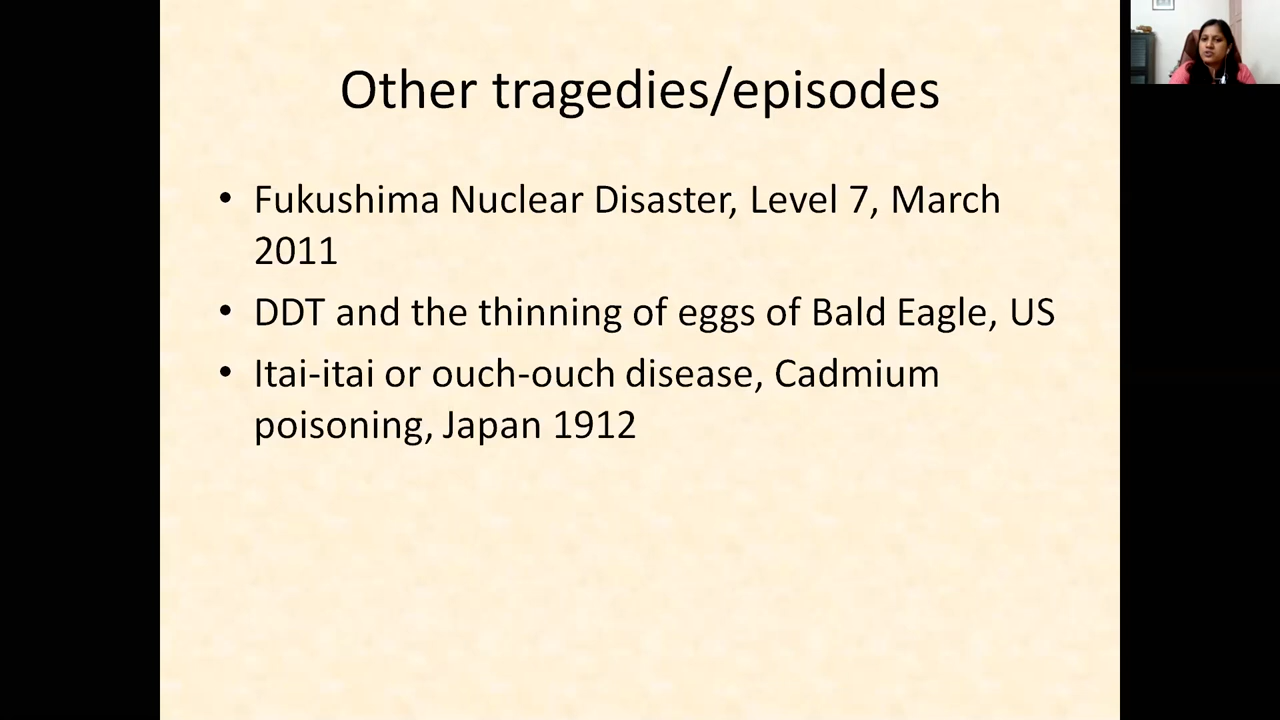 Other tragedies/episodes
• Fukushima Nuclear Disaster, Level 7, March
2011
• DDT and the thinning of eggs of Bald Eagle, US
• Itai-itai or ouch-ouch disease, Cadmium
poisoning, Japan 1912